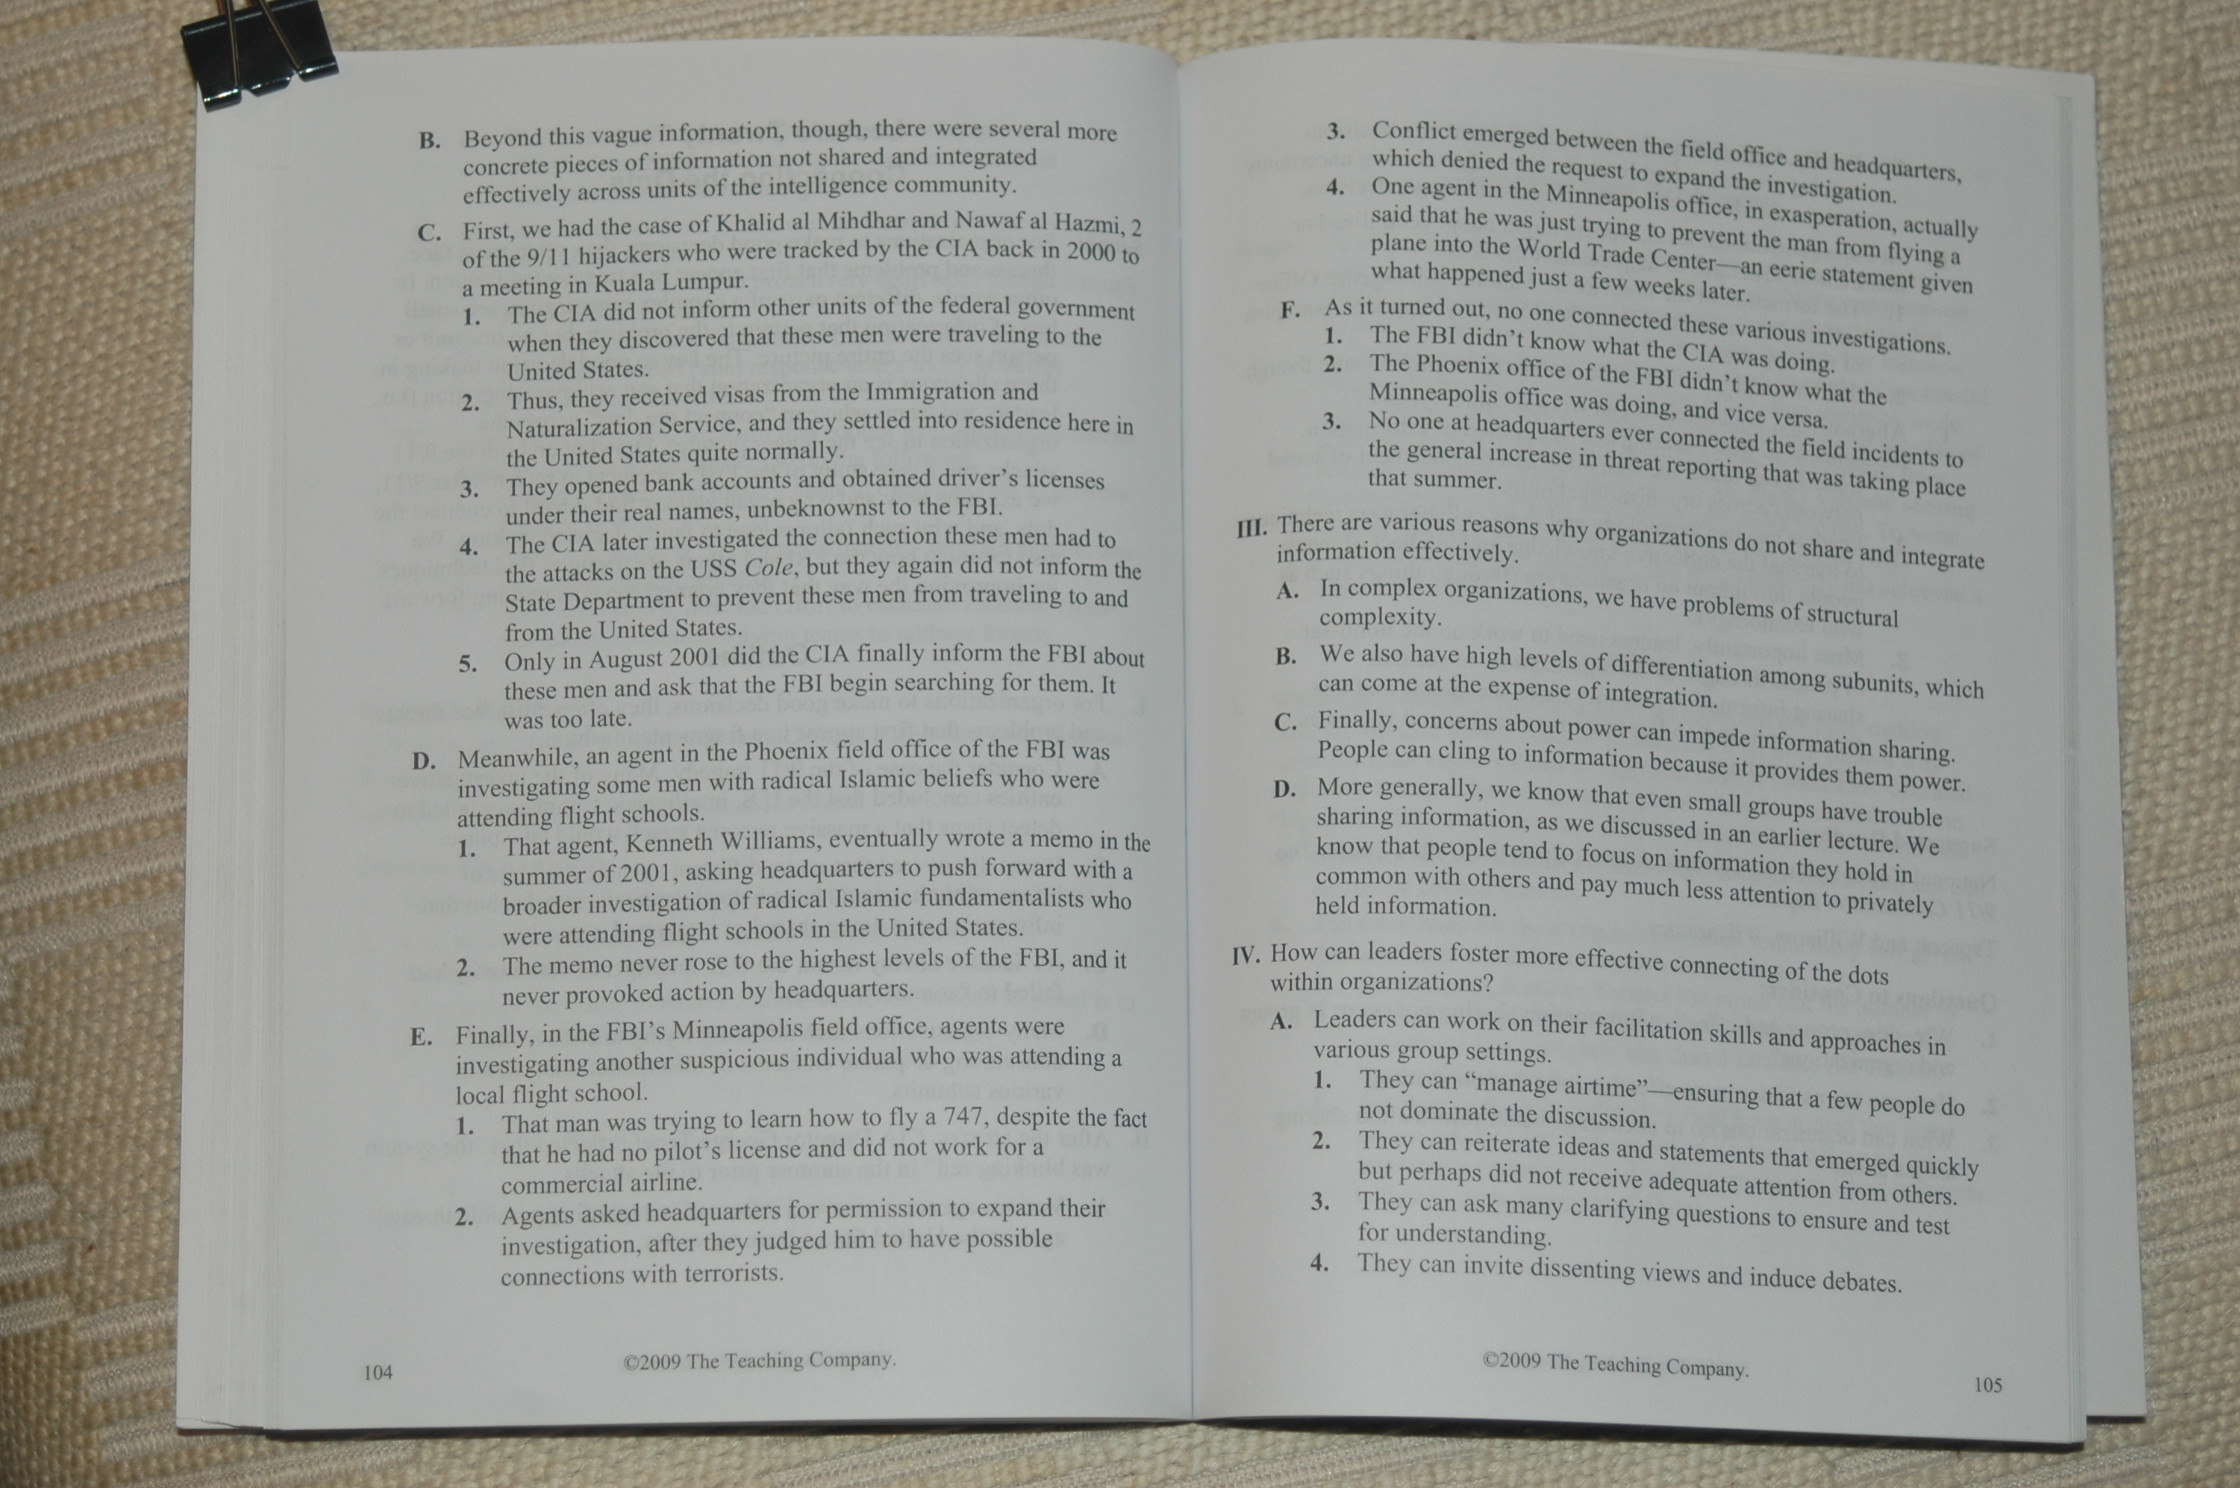 B. Beyond this vague information, though, there were several more
concrete pieces of information not shared and integrated
effectively across units of the intelligence community.
C. First, we had the case of Khalid al Mihdhar and Nawaf al Hazmi, 2
of the 9/11 hijackers who were tracked by the CIA back in 2000 to
a meeting in Kuala Lumpur.
1. The CIA did not inform other units of the federal government
when they discovered that these men were traveling to the
United States.
2. Thus, they received visas from the Immigration and
Naturalization Service, and they settled into residence here in
the United States quite normally.
3. They opened bank accounts and obtained driver's licenses
under their real names, unbeknownst to the FBI.
4. The CIA later investigated the connection these men had to
the attacks on the USS Cole, but they again did not inform the
State Department to prevent these men from traveling to and
from the United States.
5. Only in August 2001 did the CIA finally inform the FBI about
these men and ask that the FBI begin searching for them. It
was too late.
D. Meanwhile, an agent in the Phoenix field office of the FBI was
investigating some men with radical Islamic beliefs who were
attending flight schools.
1. That agent, Kenneth Williams, eventually wrote a memo in the
summer of 2001, asking headquarters to push forward with a
broader investigation of radical Islamic fundamentalists who
were attending flight schools in the United States.
2. The memo never rose to the highest levels of the FBI, and it
never provoked action by headquarters.
E. Finally, in the FBI's Minneapolis field office, agents were
investigating another suspicious individual who was attending a
local flight school.
1. That man was trying to learn how to fly a 747, despite the fact
that he had no pilot's license and did not work for a
commercial airline.
2. Agents asked headquarters for permission to expand their
investigation, after they judged him to have possible
connections with terrorists.
104
©2009 The Teaching Company.
3. Conflict emerged between the field office and headquarters,
which denied the request to expand the investigation.
4. One agent in the Minneapolis office, in exasperation, actually
said that he was just trying to prevent the man from flying a
plane into the World Trade Center—an eerie statement given
what happened just a few weeks later.
F. As it turned out, no one connected these various investigations.
1. The FBI didn't know what the CIA was doing.
2. The Phoenix office of the FBI didn't know what the
Minneapolis office was doing, and vice versa.
3. No one at headquarters ever connected the field incidents to
the general increase in threat reporting that was taking place
that summer.
III. There are various reasons why organizations do not share and integrate
information effectively.
A. In complex organizations, we have problems of structural
complexity.
B. We also have high levels of differentiation among subunits, which
can come at the expense of integration.
C. Finally, concerns about power can impede information sharing.
People can cling to information because it provides them power.
D. More generally, we know that even small groups have trouble
sharing information, as we discussed in an earlier lecture. We
know that people tend to focus on information they hold in
common with others and pay much less attention to privately
held information.
IV. How can leaders foster more effective connecting of the dots
within organizations?
A. Leaders can work on their facilitation skills and approaches in
various group settings.
1. They can “manage airtime”—ensuring that a few people do
not dominate the discussion.
2. They can reiterate ideas and statements that emerged quickly
but perhaps did not receive adequate attention from others.
3. They can ask many clarifying questions to ensure and test
for understanding.
4. They can invite dissenting views and induce debates.
©2009 The Teaching Company.
105